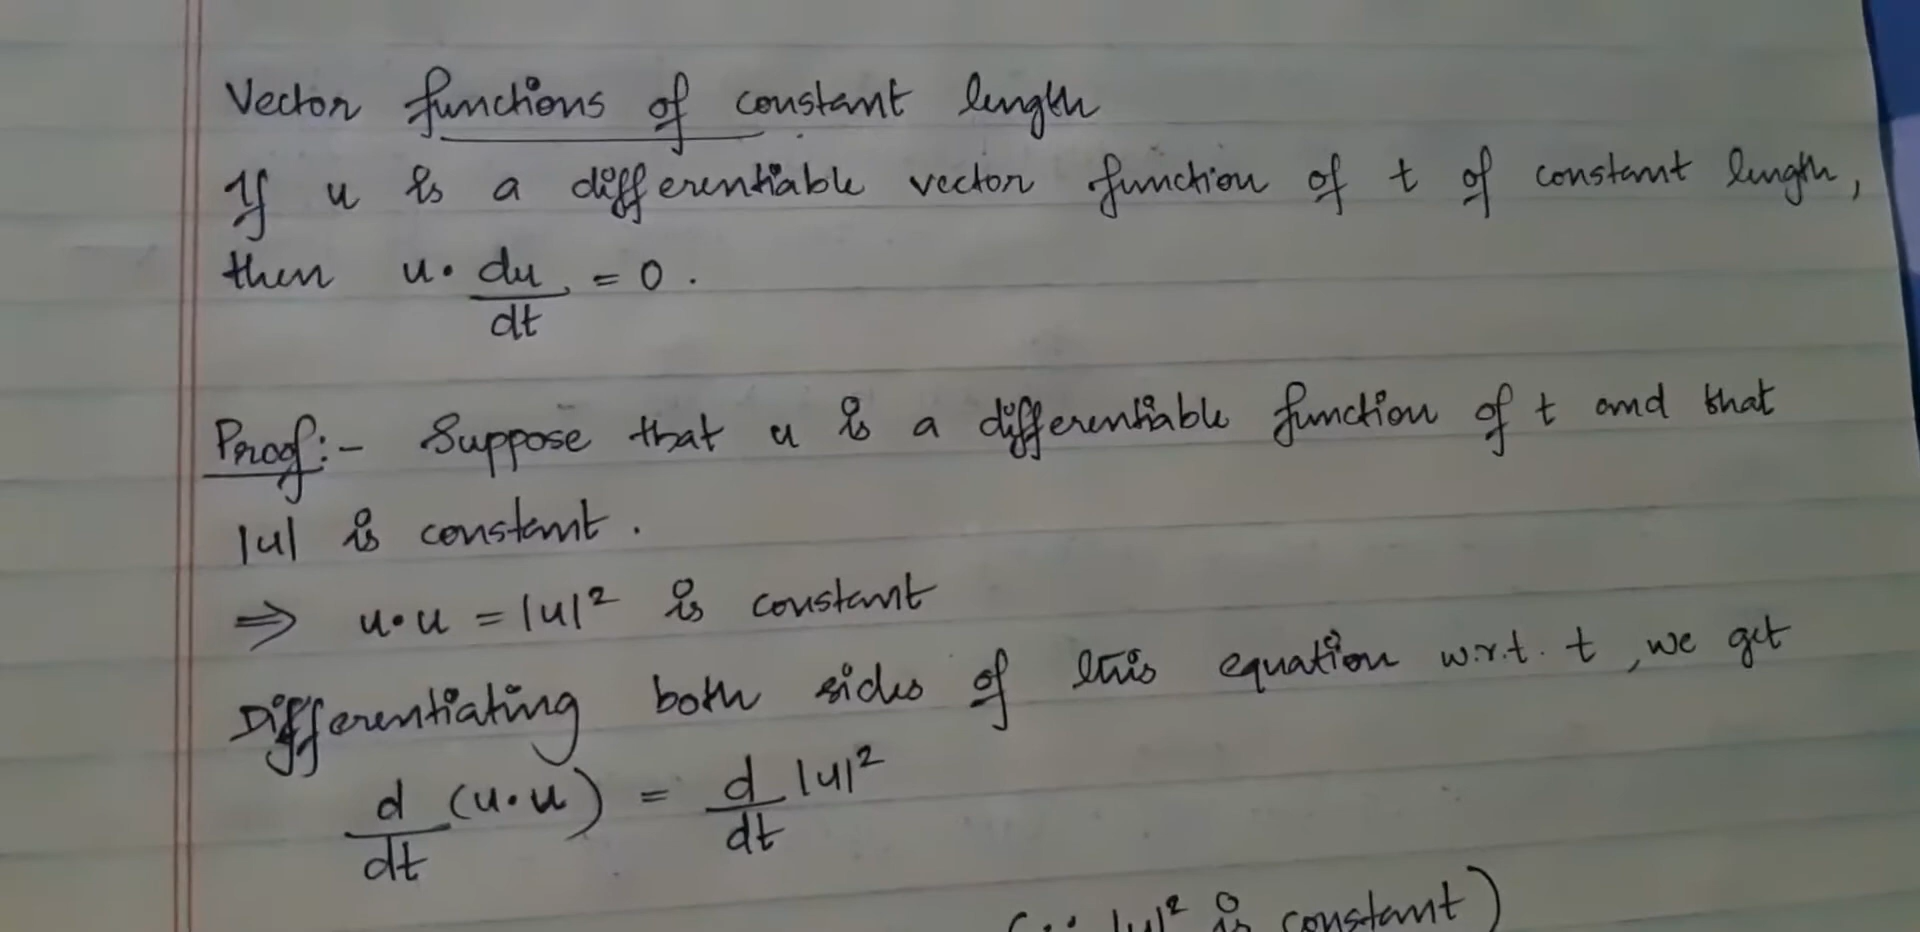 Vector functions of constant length
If u is a differentiable vector function of t of constant length,
then u · du/dt = 0 .
Proof:- Suppose that u is a differentiable function of t and that
|u| is constant .
⇒ u·u = |u|² is constant
Differentiating both sides of this equation w.r.t. t , we get
d/dt (u·u) = d/dt |u|²
(∵ |u|² is constant)